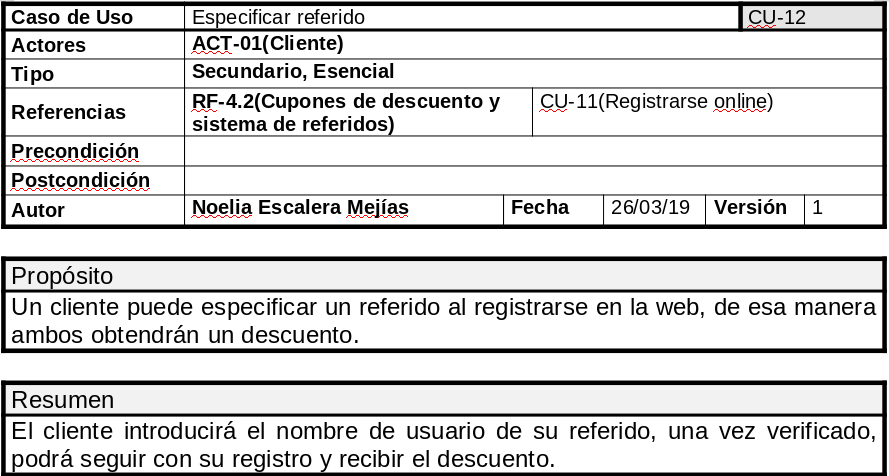 Caso de Uso Especificar referido CU-12
Actores ACT-01(Cliente)
Tipo Secundario, Esencial
Referencias RF-4.2(Cupones de descuento y sistema de referidos) CU-11(Registrarse online)
Precondición
Postcondición
Autor Noelia Escalera Mejías Fecha 26/03/19 Versión 1
Propósito
Un cliente puede especificar un referido al registrarse en la web, de esa manera
ambos obtendrán un descuento.
Resumen
El cliente introducirá el nombre de usuario de su referido, una vez verificado,
podrá seguir con su registro y recibir el descuento.